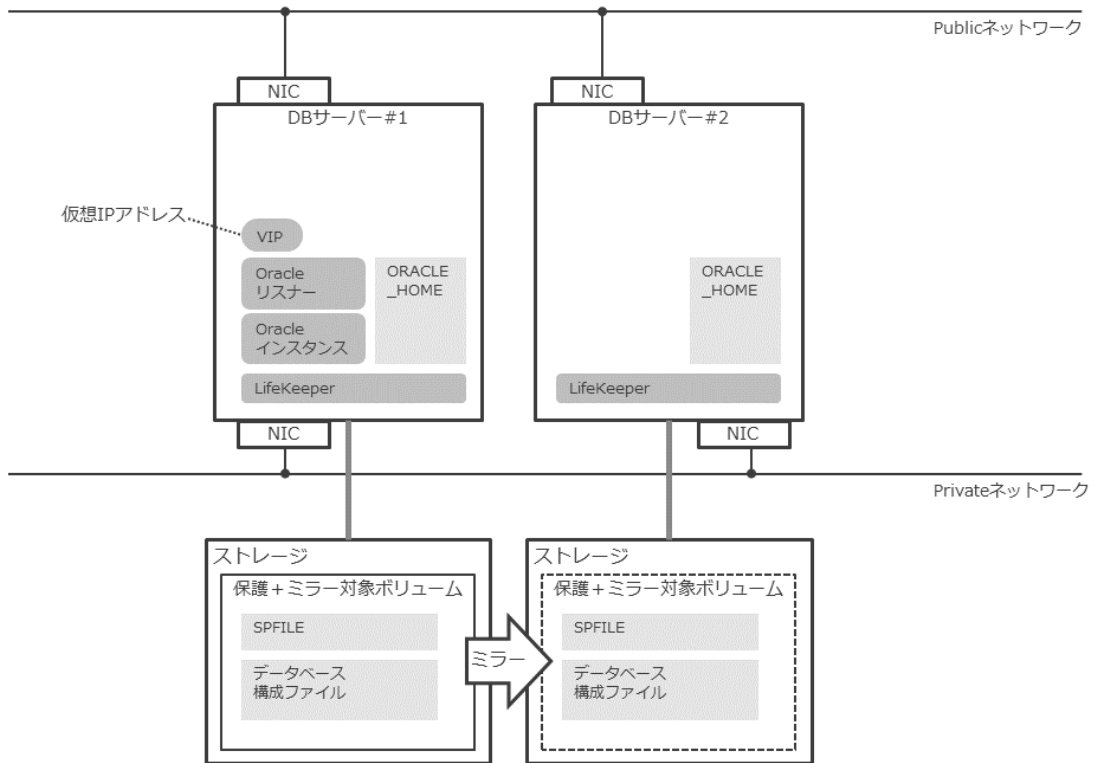 Publicネットワーク
NIC
NIC
DBサーバー#1
DBサーバー#2
仮想IPアドレス
VIP
Oracle
リスナー
ORACLE
_HOME
ORACLE
_HOME
Oracle
インスタンス
LifeKeeper
LifeKeeper
NIC
NIC
Privateネットワーク
ストレージ
ストレージ
保護+ミラー対象ボリューム
保護+ミラー対象ボリューム
SPFILE
SPFILE
ミラー
データベース
構成ファイル
データベース
構成ファイル